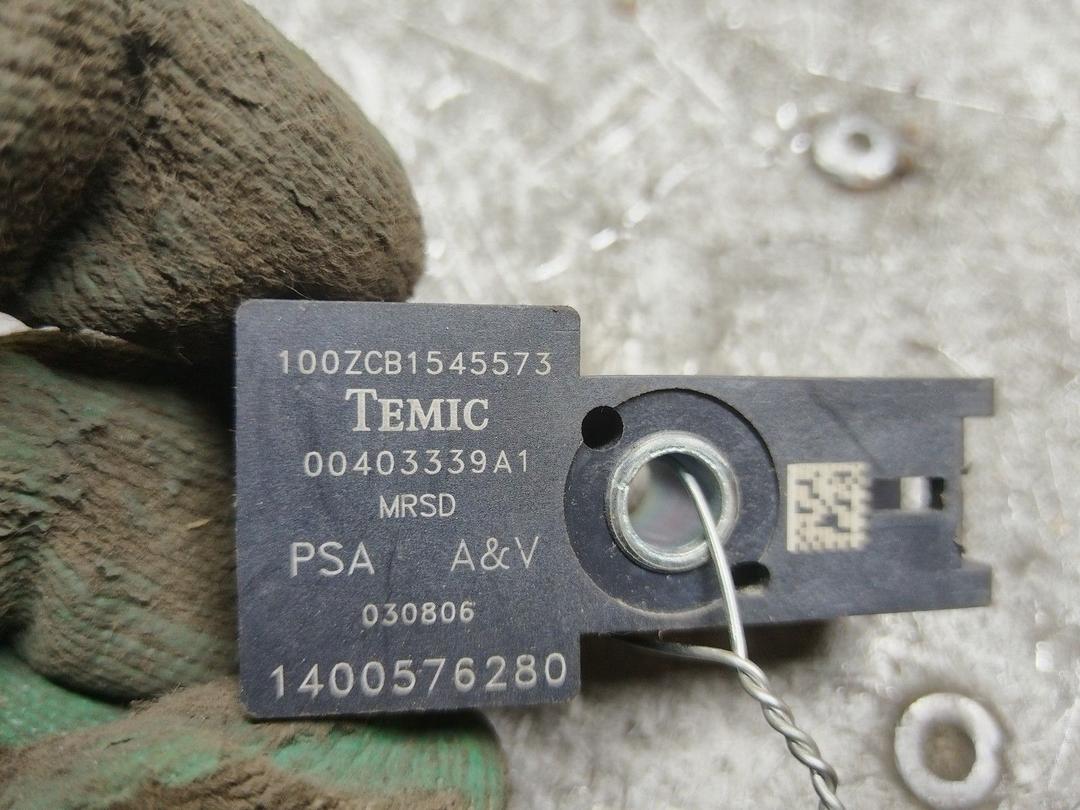 100ZCB1545573
TEMIC
00403339A1
MRSD
PSA A&V
030806
1400576280